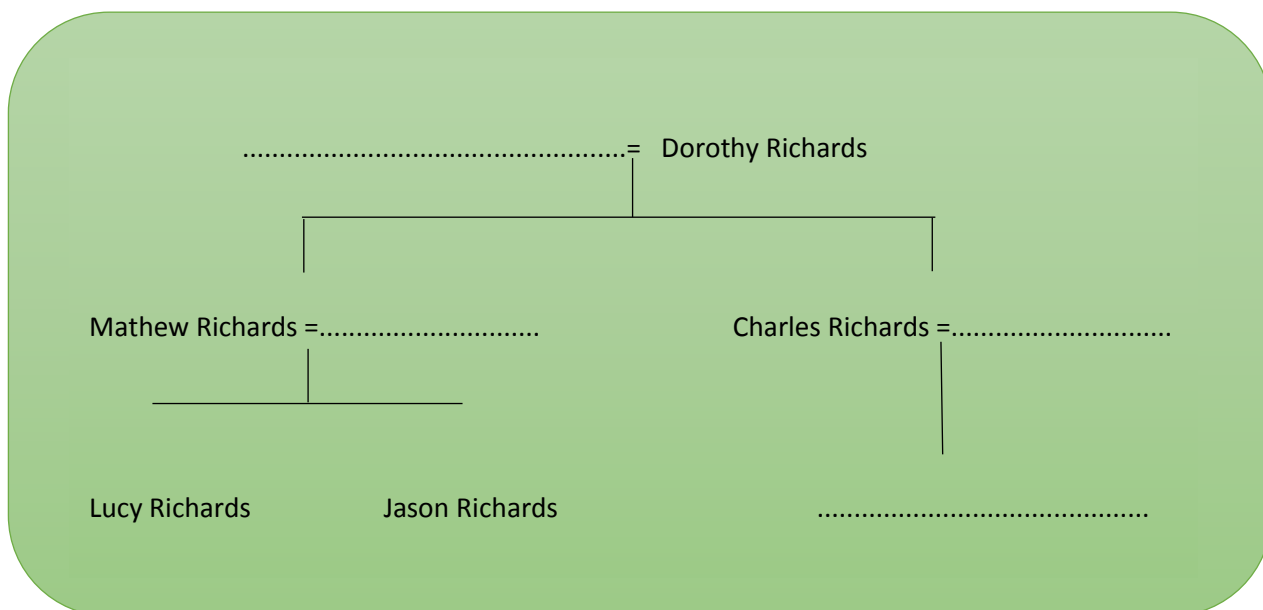 ....................................................= Dorothy Richards
Mathew Richards =.............................. Charles Richards =..............................
Lucy Richards Jason Richards .............................................